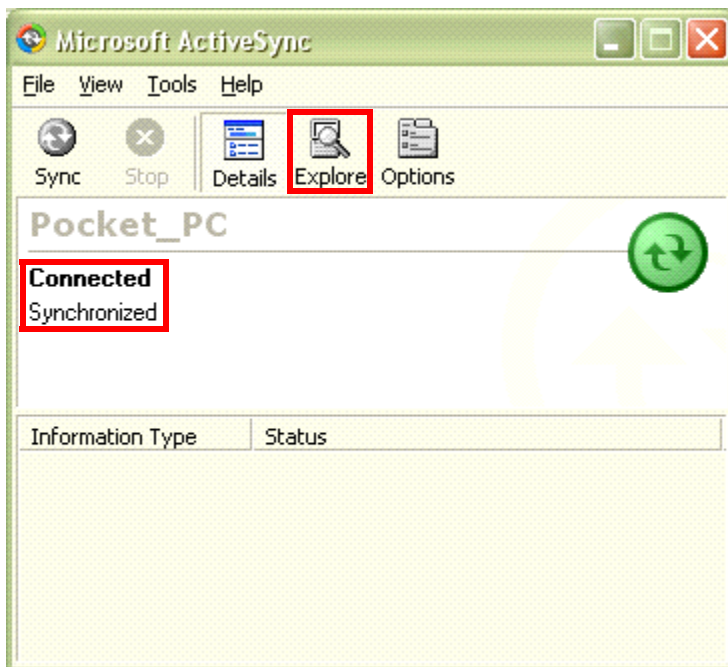 Microsoft ActiveSync
File View Tools Help
Sync Stop Details Explore Options
Pocket_PC
Connected
Synchronized
Information Type Status